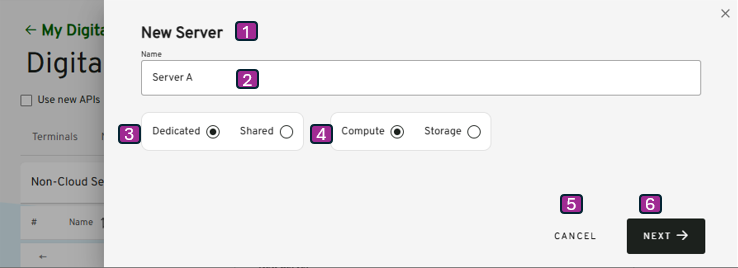 ← My Digita
Digita
Use new APIs
Terminals
Non-Cloud Se
# Name
←
New Server 1
Name
Server A 2
3 Dedicated Shared 4 Compute Storage
5 6
CANCEL NEXT →